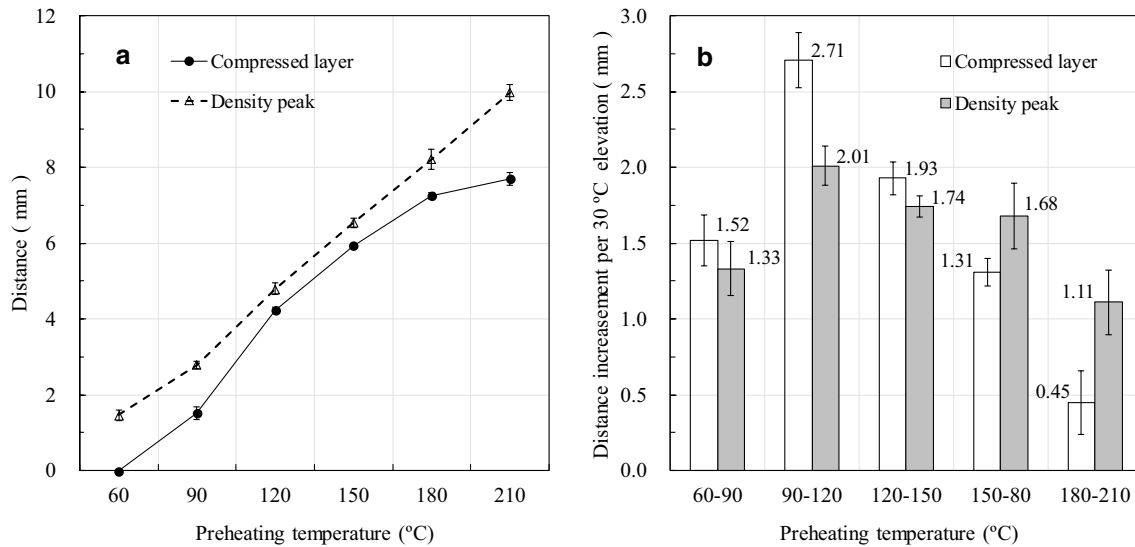 a
Compressed layer
Density peak
Distance ( mm )
12
10
8
6
4
2
0
60 90 120 150 180 210
Preheating temperature (ºC)
b
Compressed layer
Density peak
Distance increasement per 30 ºC elevation ( mm )
3.0
2.5
2.0
1.5
1.0
0.5
0.0
1.52
1.33
2.71
2.01
1.93
1.74
1.31
1.68
0.45
1.11
60-90 90-120 120-150 150-80 180-210
Preheating temperature (ºC)